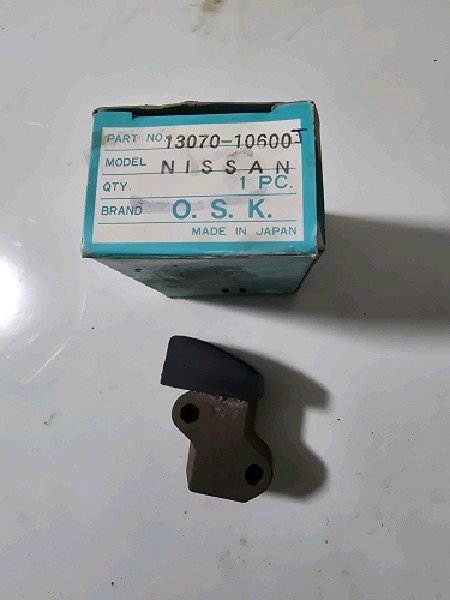 PART NO. 13070-10600 I
MODEL NISSAN
QTY. 1 PC.
BRAND O. S. K.
MADE IN JAPAN